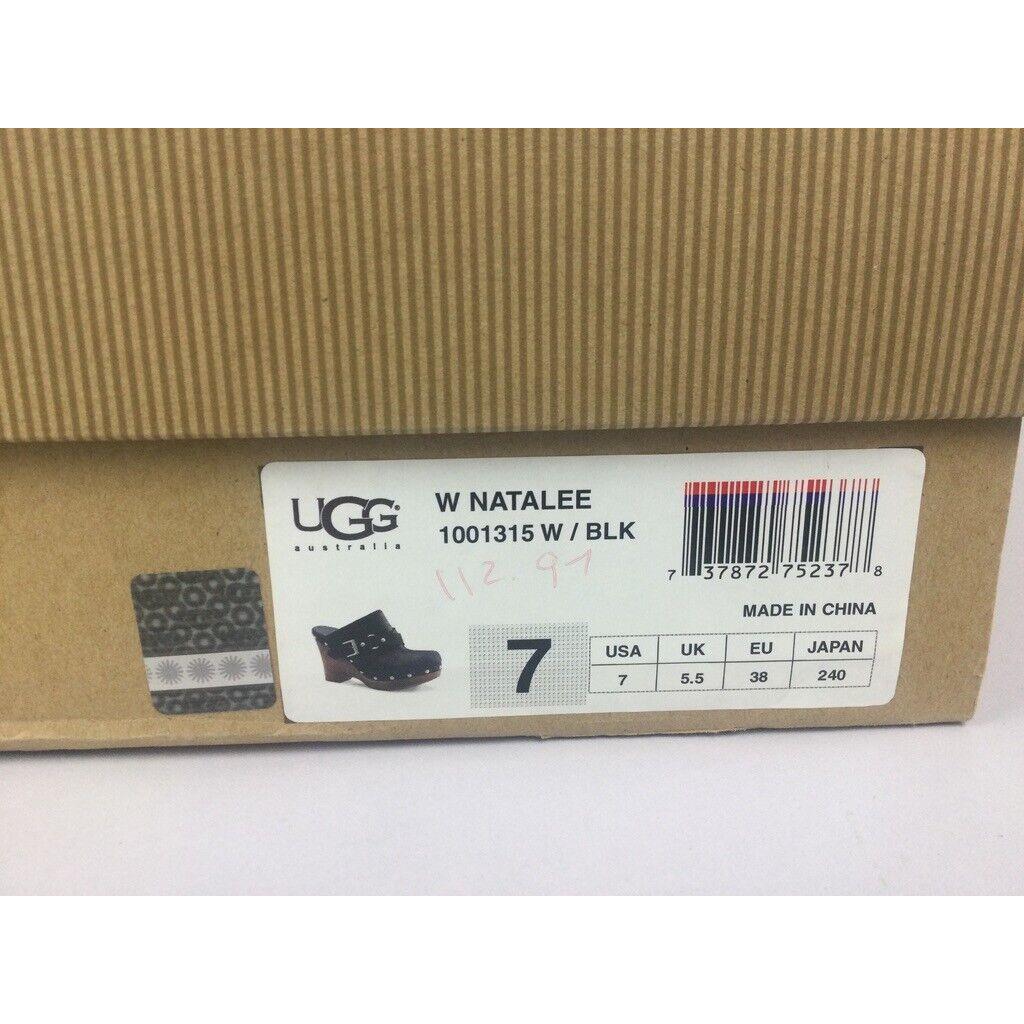 UGG
australia
W NATALEE
1001315 W / BLK
112.91
7 37872 75237 8
MADE IN CHINA
7
USA UK EU JAPAN
7 5.5 38 240